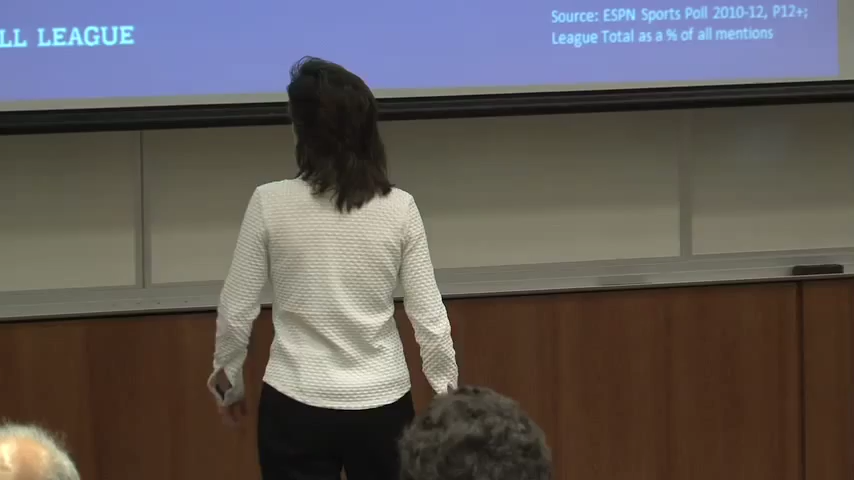 LL LEAGUE
Source: ESPN Sports Poll 2010-12, P12+;
League Total as a % of all mentions